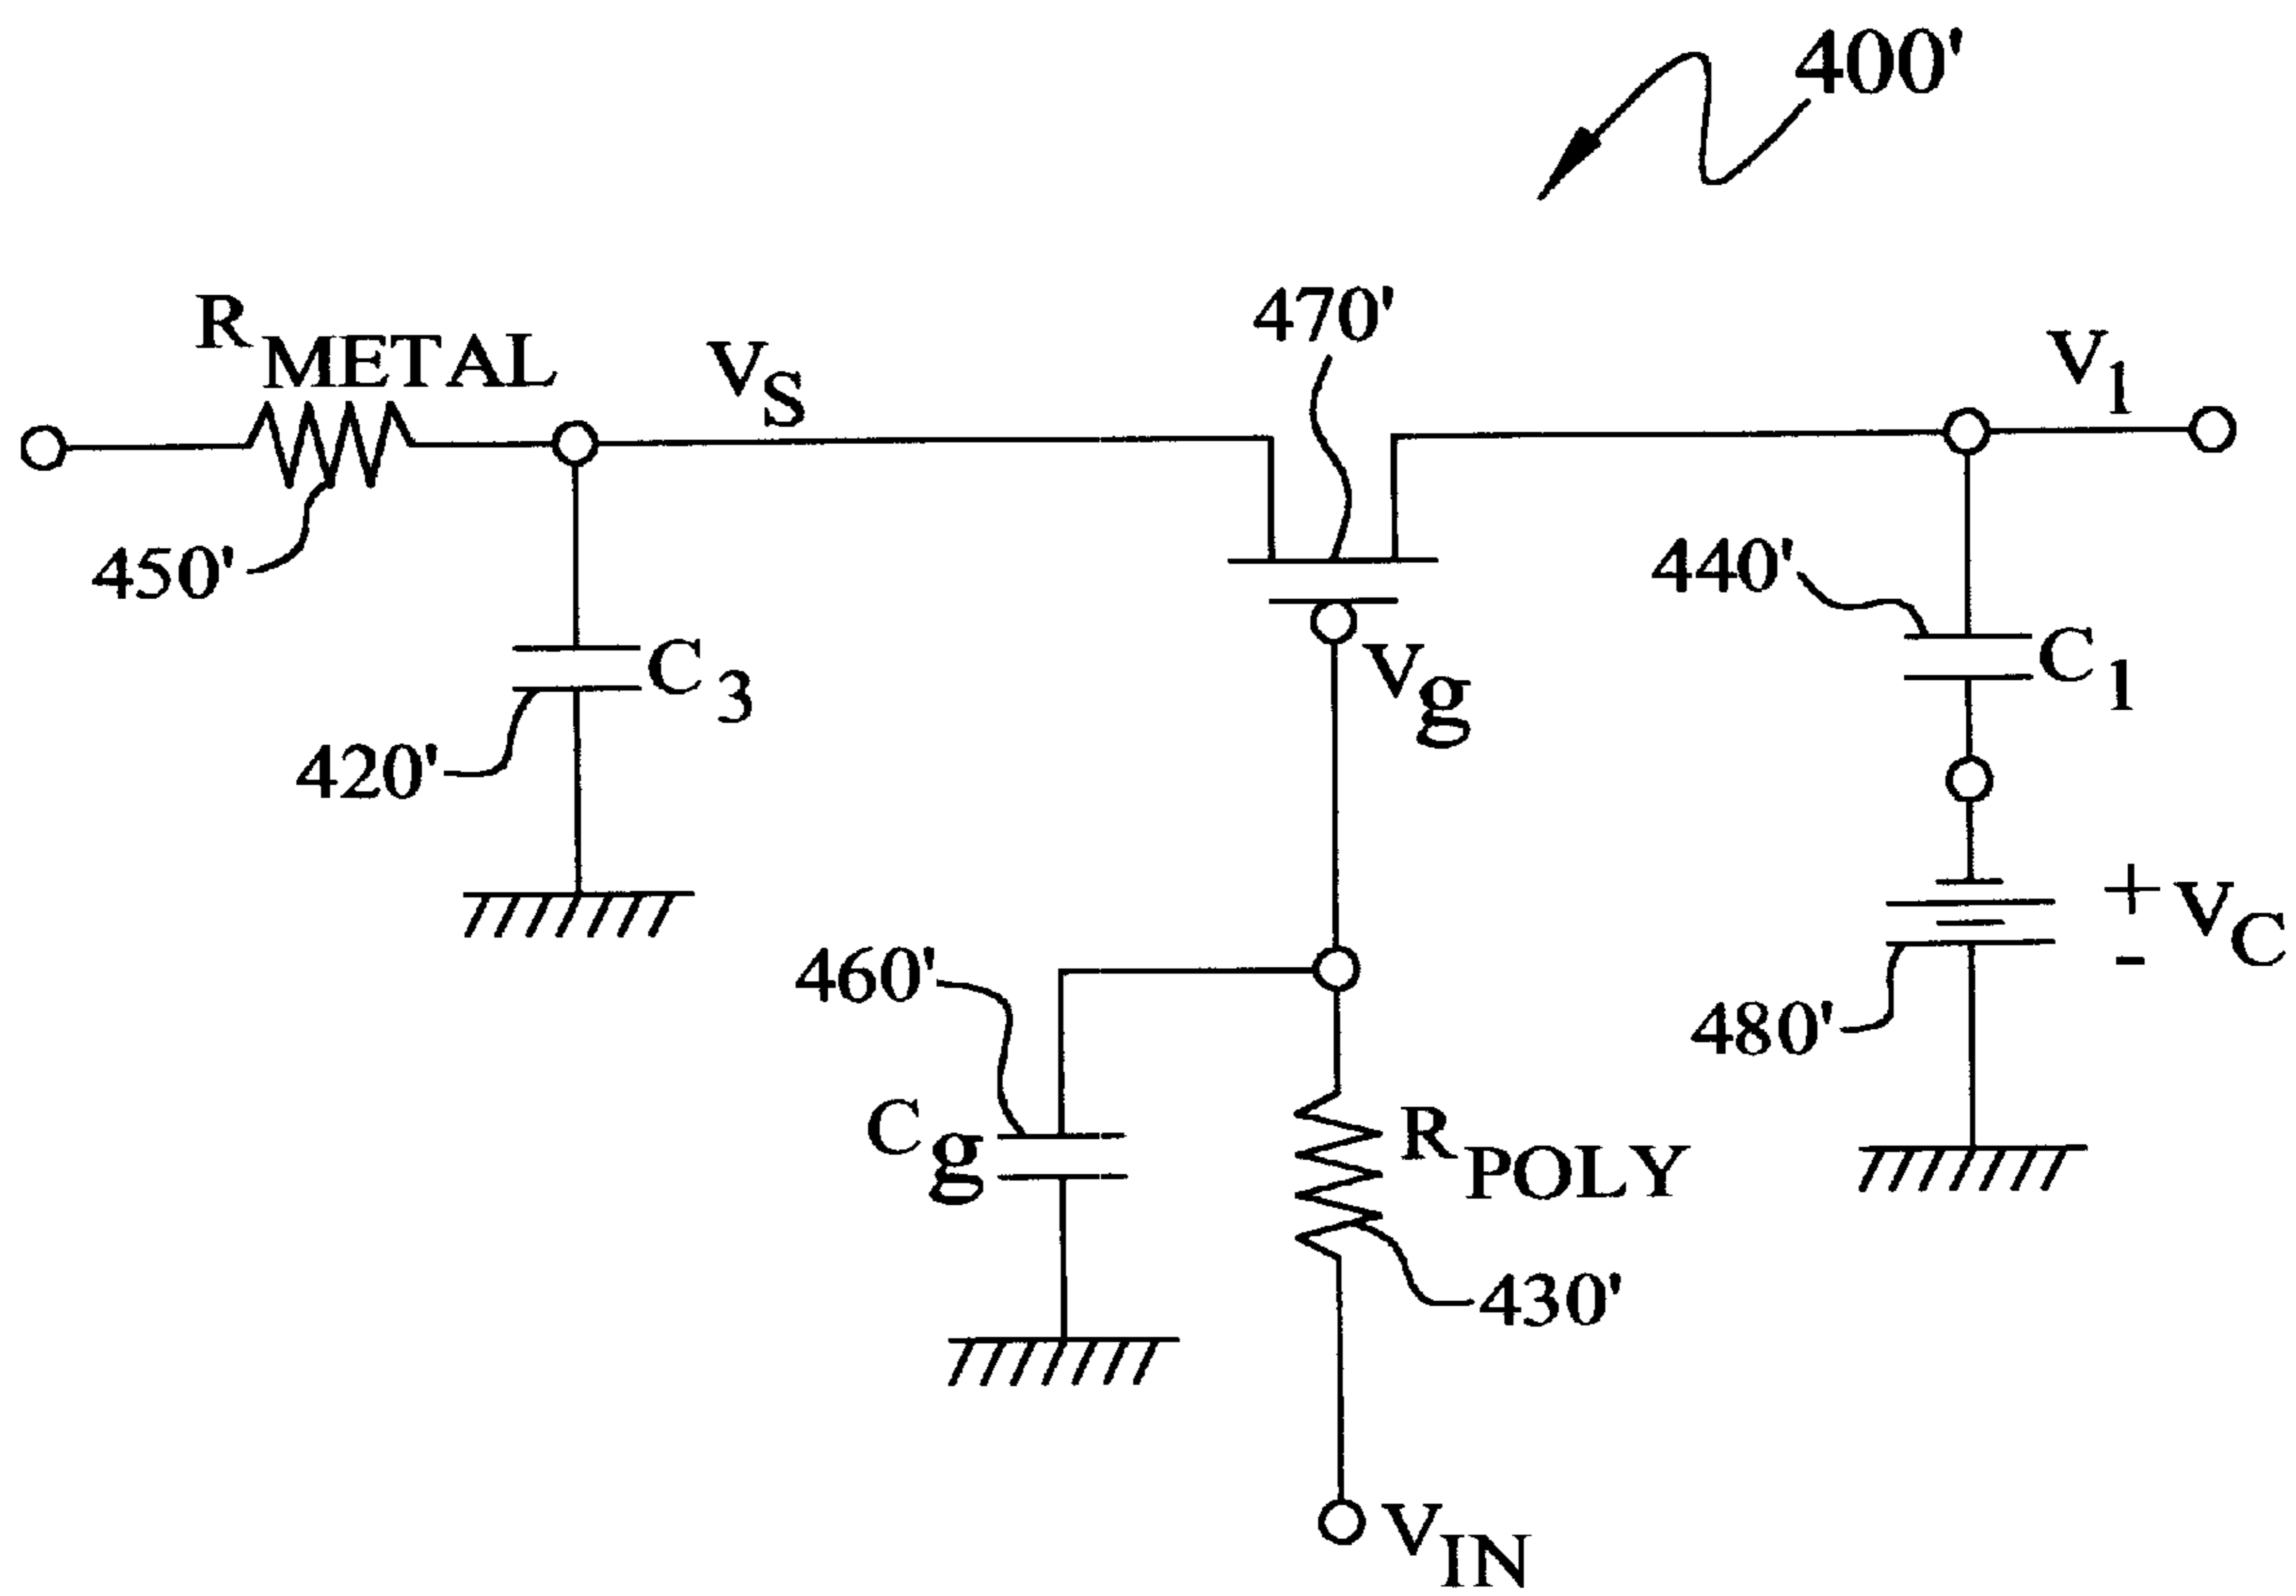 400'
R METAL
V S
470'
V 1
450'
440'
C 3
V g
C 1
420'
+ V C
-
460'
480'
C g
R POLY
430'
V IN